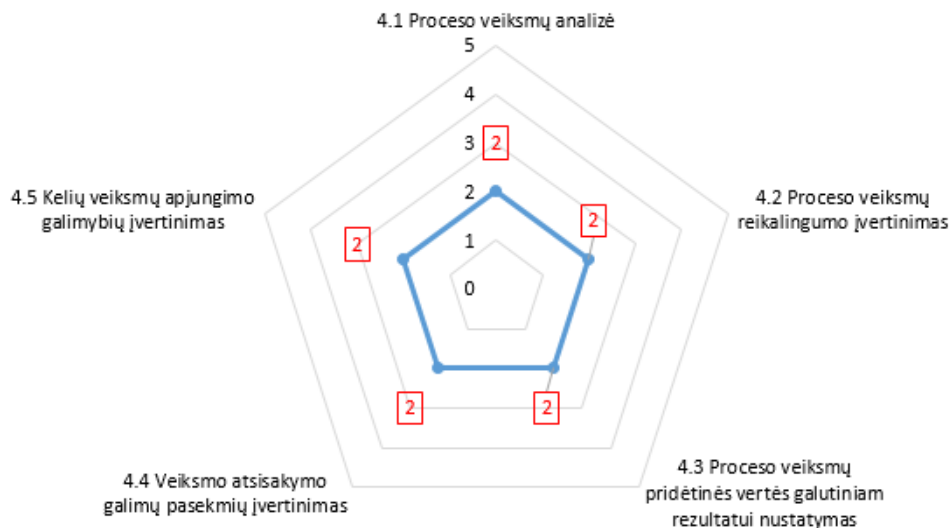 4.1 Proceso veiksmų analizė
5
4
3
2
1
0
2
2
2
2
2
4.2 Proceso veiksmų
reikalingumo įvertinimas
4.3 Proceso veiksmų
pridėtinės vertės galutiniam
rezultatui nustatymas
4.4 Veiksmo atsisakymo
galimų pasekmių įvertinimas
4.5 Kelių veiksmų apjungimo
galimybių įvertinimas